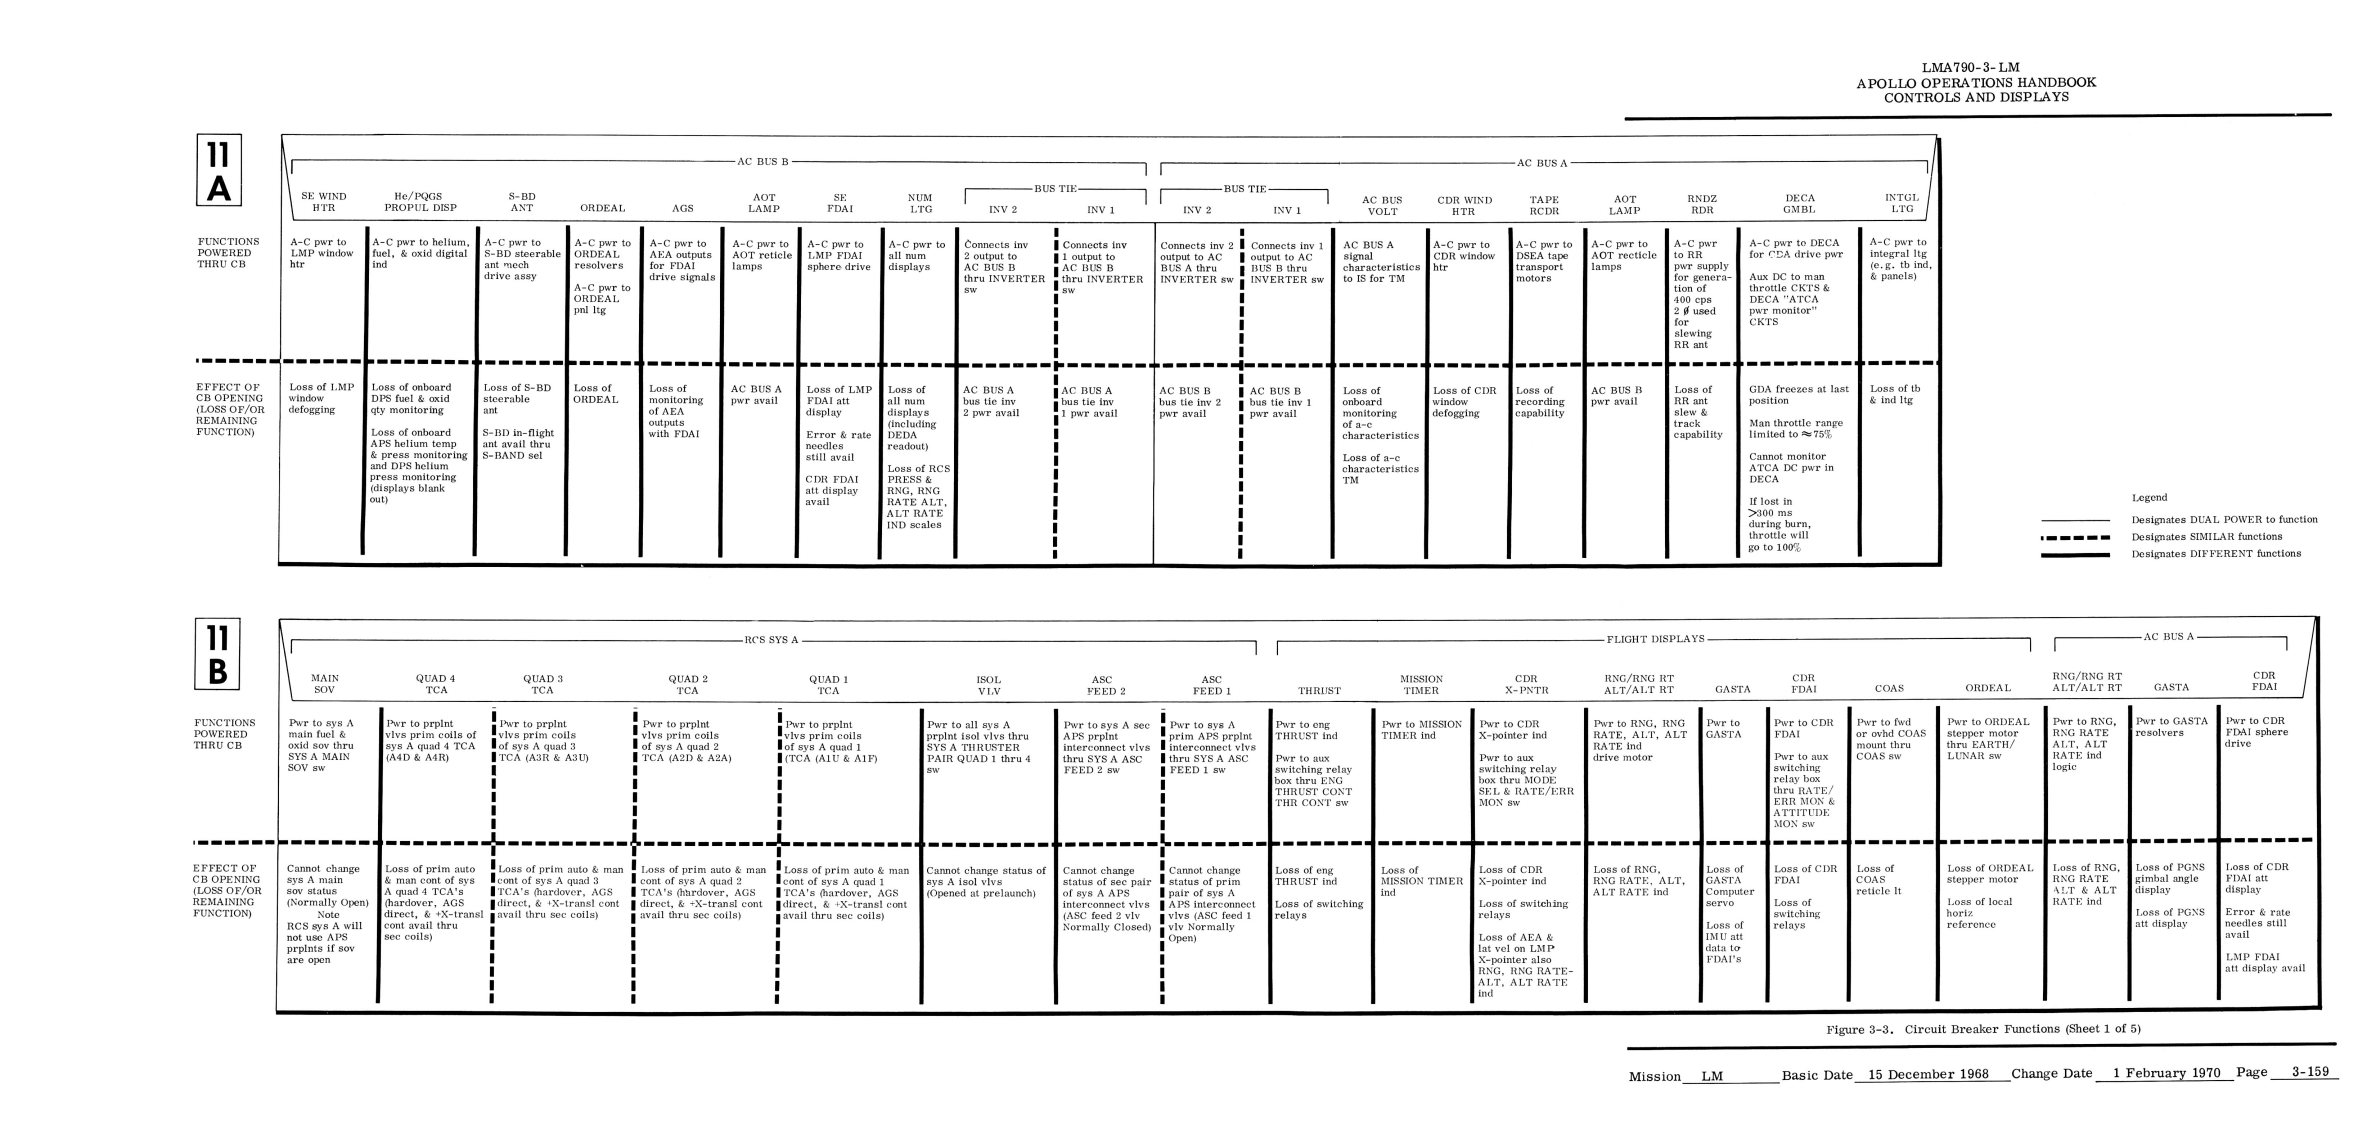 LMA790-3-LM
APOLLO OPERATIONS HANDBOOK
CONTROLS AND DISPLAYS
11
A
AC BUS B
AC BUS A
BUS TIE
BUS TIE
SE WIND
HTR
He/PQGS
PROPUL DISP
S-BD
ANT
ORDEAL
AGS
AOT
LAMP
SE
FDAI
NUM
LTG
INV 2
INV 1
INV 2
INV 1
AC BUS
VOLT
CDR WIND
HTR
TAPE
RCDR
AOT
LAMP
RNDZ
RDR
DECA
GMBL
INTGL
LTG
FUNCTIONS
POWERED
THRU CB
A-C pwr to
LMP window
htr
A-C pwr to helium,
fuel, & oxid digital
ind
A-C pwr to
S-BD steerable
ant mech
drive assy
A-C pwr to
ORDEAL
resolvers
A-C pwr to
ORDEAL
pnl ltg
A-C pwr to
AEA outputs
for FDAI
drive signals
A-C pwr to
AOT reticle
lamps
A-C pwr to
LMP FDAI
sphere drive
A-C pwr to
all num
displays
Connects inv
2 output to
AC BUS B
thru INVERTER
sw
Connects inv
1 output to
AC BUS B
thru INVERTER
sw
Connects inv 2
output to AC
BUS A thru
INVERTER sw
Connects inv 1
output to AC
BUS B thru
INVERTER sw
AC BUS A
signal
characteristics
to IS for TM
A-C pwr to
CDR window
htr
A-C pwr to
DSEA tape
transport
motors
A-C pwr to
AOT recticle
lamps
A-C pwr
to RR
pwr supply
for genera-
tion of
400 cps
2 Ø used
for
slewing
RR ant
A-C pwr to DECA
for CDA drive pwr
Aux DC to man
throttle CKTS &
DECA "ATCA
pwr monitor"
CKTS
A-C pwr to
integral ltg
(e.g. tb ind,
& panels)
EFFECT OF
CB OPENING
(LOSS OF/OR
REMAINING
FUNCTION)
Loss of LMP
window
defogging
Loss of onboard
DPS fuel & oxid
qty monitoring
Loss of onboard
APS helium temp
& press monitoring
and DPS helium
press monitoring
(displays blank
out)
Loss of S-BD
steerable
ant
S-BD in-flight
ant avail thru
S-BAND sel
Loss of
ORDEAL
Loss of
monitoring
of AEA
outputs
with FDAI
AC BUS A
pwr avail
Loss of LMP
FDAI att
display
Error & rate
needles
still avail
CDR FDAI
att display
avail
Loss of
all num
displays
(including
DEDA
readout)
Loss of RCS
PRESS &
RNG, RNG
RATE ALT,
ALT RATE
IND scales
AC BUS A
bus tie inv
2 pwr avail
AC BUS A
bus tie inv
1 pwr avail
AC BUS B
bus tie inv 2
pwr avail
AC BUS B
bus tie inv 1
pwr avail
Loss of
onboard
monitoring
of a-c
characteristics
Loss of a-c
characteristics
TM
Loss of CDR
window
defogging
Loss of
recording
capability
AC BUS B
pwr avail
Loss of
RR ant
slew &
track
capability
GDA freezes at last
position
Man throttle range
limited to ≈75%
Cannot monitor
ATCA DC pwr in
DECA
If lost in
>300 ms
during burn,
throttle will
go to 100%
Loss of tb
& ind ltg
Legend
Designates DUAL POWER to function
Designates SIMILAR functions
Designates DIFFERENT functions
11
B
RCS SYS A
FLIGHT DISPLAYS
AC BUS A
MAIN
SOV
QUAD 4
TCA
QUAD 3
TCA
QUAD 2
TCA
QUAD 1
TCA
ISOL
VLV
ASC
FEED 2
ASC
FEED 1
THRUST
MISSION
TIMER
CDR
X-PNTR
RNG/RNG RT
ALT/ALT RT
GASTA
CDR
FDAI
COAS
ORDEAL
RNG/RNG RT
ALT/ALT RT
GASTA
CDR
FDAI
FUNCTIONS
POWERED
THRU CB
Pwr to sys A
main fuel &
oxid sov thru
SYS A MAIN
SOV sw
Pwr to prplnt
vlvs prim coils of
sys A quad 4 TCA
(A4D & A4R)
Pwr to prplnt
vlvs prim coils
of sys A quad 3
TCA (A3R & A3U)
Pwr to prplnt
vlvs prim coils
of sys A quad 2
TCA (A2D & A2A)
Pwr to prplnt
vlvs prim coils
of sys A quad 1
(TCA (A1U & A1F)
Pwr to all sys A
prplnt isol vlvs thru
SYS A THRUSTER
PAIR QUAD 1 thru 4
sw
Pwr to sys A sec
APS prplnt
interconnect vlvs
thru SYS A ASC
FEED 2 sw
Pwr to sys A
prim APS prplnt
interconnect vlvs
thru SYS A ASC
FEED 1 sw
Pwr to eng
THRUST ind
Pwr to aux
switching relay
box thru ENG
THRUST CONT
THR CONT sw
Pwr to MISSION
TIMER ind
Pwr to CDR
X-pointer ind
Pwr to aux
switching relay
box thru MODE
SEL & RATE/ERR
MON sw
Pwr to RNG, RNG
RATE, ALT, ALT
RATE ind
drive motor
Pwr to
GASTA
Pwr to CDR
FDAI
Pwr to aux
switching
relay box
thru RATE/
ERR MON &
ATTITUDE
MON sw
Pwr to fwd
or ovhd COAS
mount thru
COAS sw
Pwr to ORDEAL
stepper motor
thru EARTH/
LUNAR sw
Pwr to RNG,
RNG RATE
ALT, ALT
RATE ind
logic
Pwr to GASTA
resolvers
Pwr to CDR
FDAI sphere
drive
EFFECT OF
CB OPENING
(LOSS OF/OR
REMAINING
FUNCTION)
Cannot change
sys A main
sov status
(Normally Open)
Note
RCS sys A will
not use APS
prplnts if sov
are open
Loss of prim auto
& man cont of sys
A quad 4 TCA's
(hardover, AGS
direct, & +X-transl
cont avail thru
sec coils)
Loss of prim auto & man
cont of sys A quad 3
TCA's (hardover, AGS
direct, & +X-transl cont
avail thru sec coils)
Loss of prim auto & man
cont of sys A quad 2
TCA's (hardover, AGS
direct, & +X-transl cont
avail thru sec coils)
Loss of prim auto & man
cont of sys A quad 1
TCA's (hardover, AGS
direct, & +X-transl cont
avail thru sec coils)
Cannot change status of
sys A isol vlvs
(Opened at prelaunch)
Cannot change
status of sec pair
of sys A APS
interconnect vlvs
(ASC feed 2 vlv
Normally Closed)
Cannot change
status of prim
pair of sys A
APS interconnect
vlvs (ASC feed 1
vlv Normally
Open)
Loss of eng
THRUST ind
Loss of switching
relays
Loss of
MISSION TIMER
ind
Loss of CDR
X-pointer ind
Loss of switching
relays
Loss of AEA &
lat vel on LMP
X-pointer also
RNG, RNG RATE-
ALT, ALT RATE
ind
Loss of RNG,
RNG RATE, ALT,
ALT RATE ind
Loss of
GASTA
Computer
servo
Loss of
IMU att
data to
FDAI's
Loss of CDR
FDAI
Loss of
switching
relays
Loss of
COAS
reticle lt
Loss of ORDEAL
stepper motor
Loss of local
horiz
reference
Loss of RNG,
RNG RATE
ALT & ALT
RATE ind
Loss of PGNS
gimbal angle
display
Loss of PGNS
att display
Loss of CDR
FDAI att
display
Error & rate
needles still
avail
LMP FDAI
att display avail
Figure 3-3. Circuit Breaker Functions (Sheet 1 of 5)
Mission LM Basic Date 15 December 1968 Change Date 1 February 1970 Page 3-159